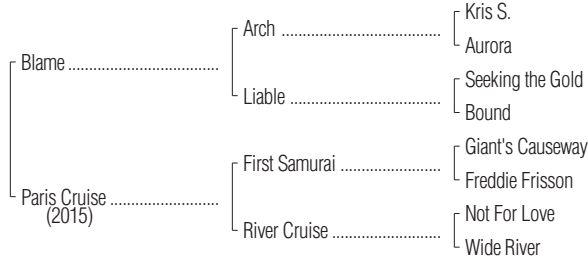 Kris S.
Arch ................................................
Aurora
Blame .............................................
Seeking the Gold
Liable .............................................
Bound
Giant's Causeway
First Samurai ..............................
Freddie Frisson
Paris Cruise ................................
(2015)
Not For Love
River Cruise ................................
Wide River